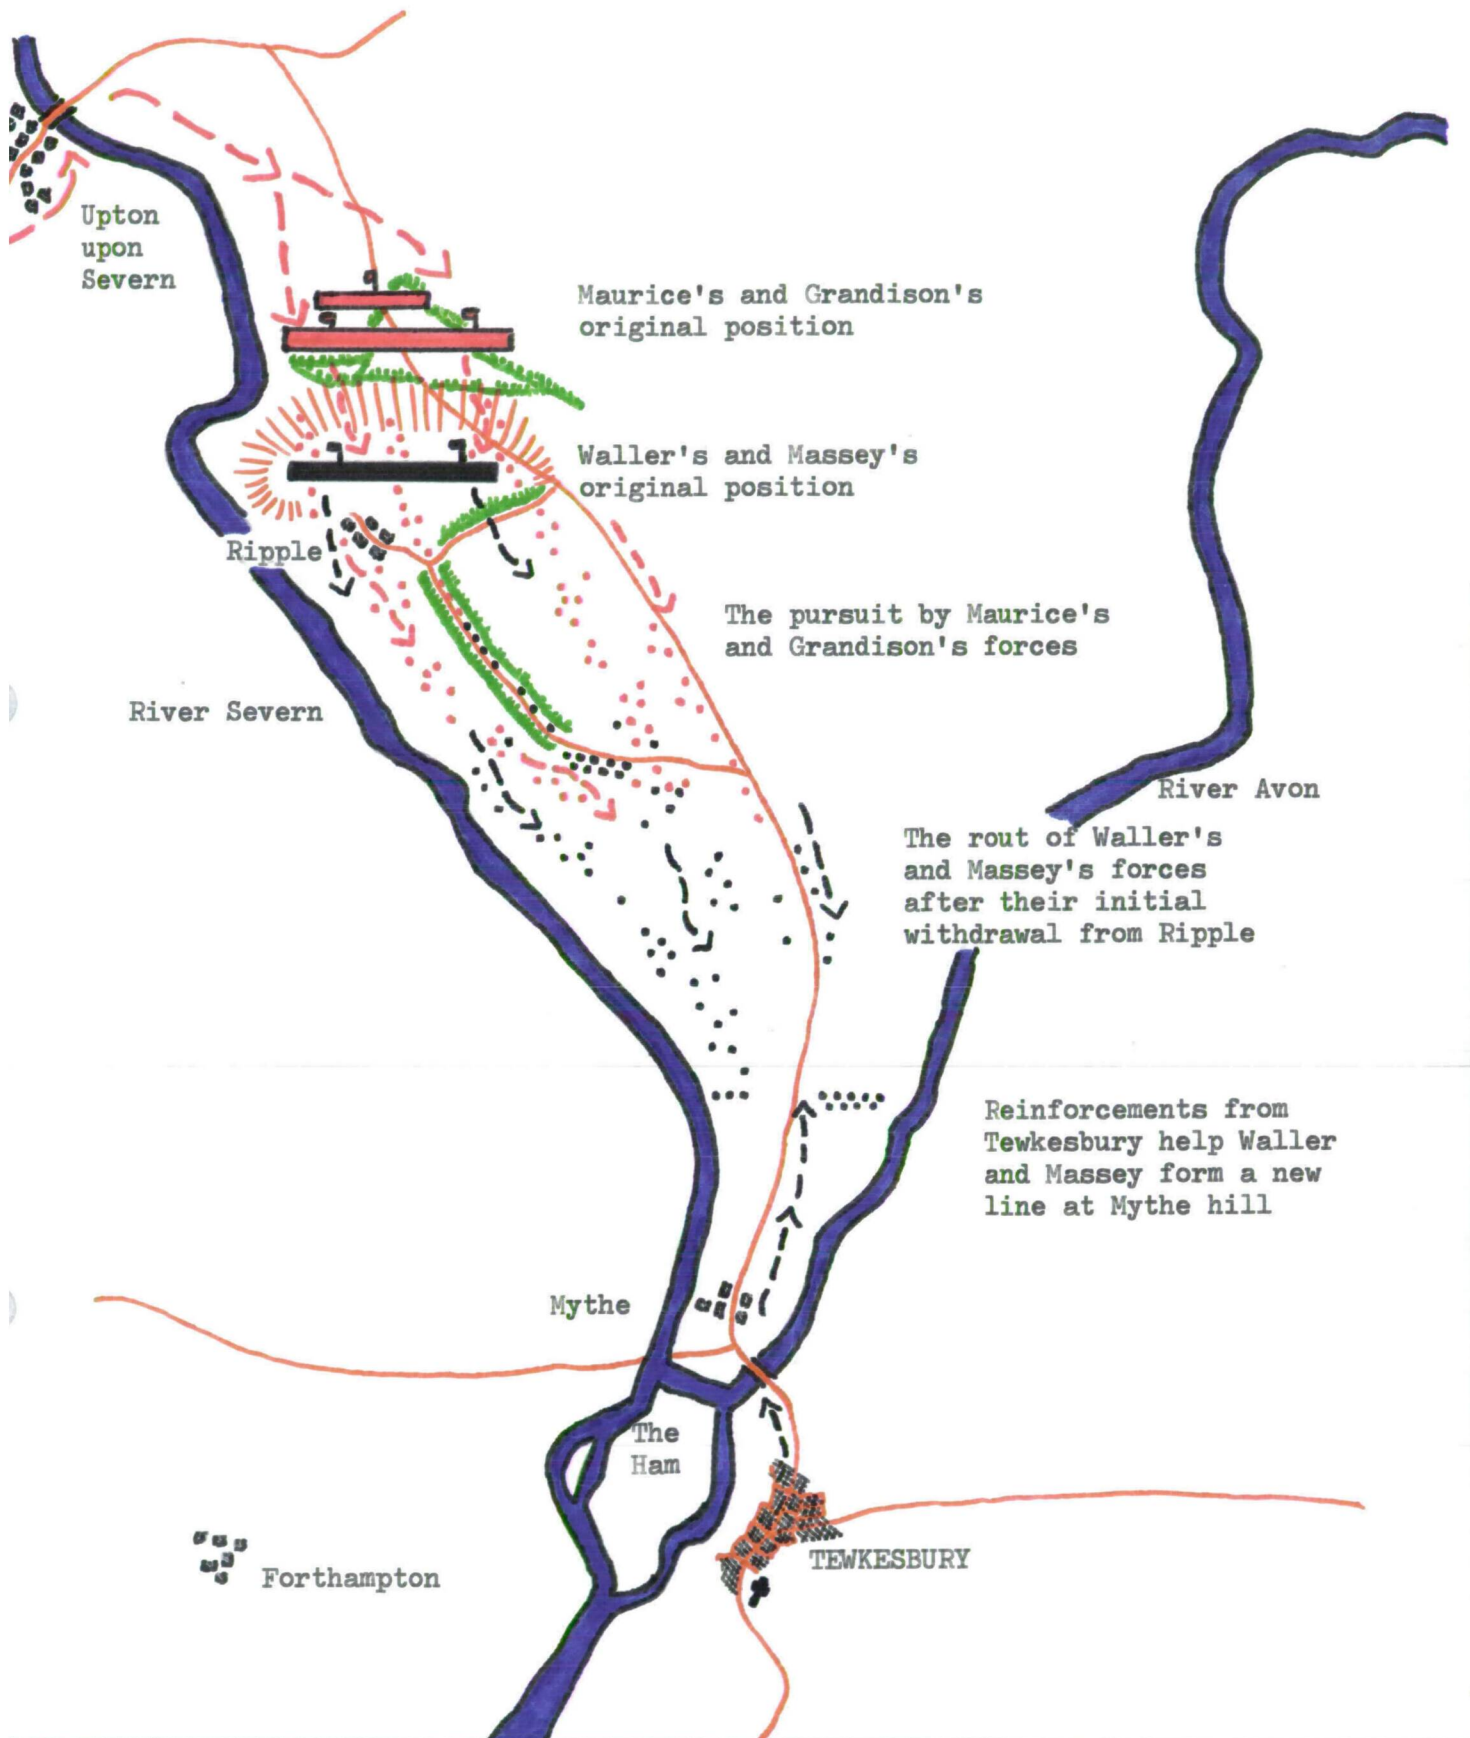 Upton
upon
Severn
Maurice's and Grandison's
original position
Waller's and Massey's
original position
Ripple
The pursuit by Maurice's
and Grandison's forces
River Severn
River Avon
The rout of Waller's
and Massey's forces
after their initial
withdrawal from Ripple
Reinforcements from
Tewkesbury help Waller
and Massey form a new
line at Mythe hill
Mythe
The
Ham
TEWKESBURY
Forthampton